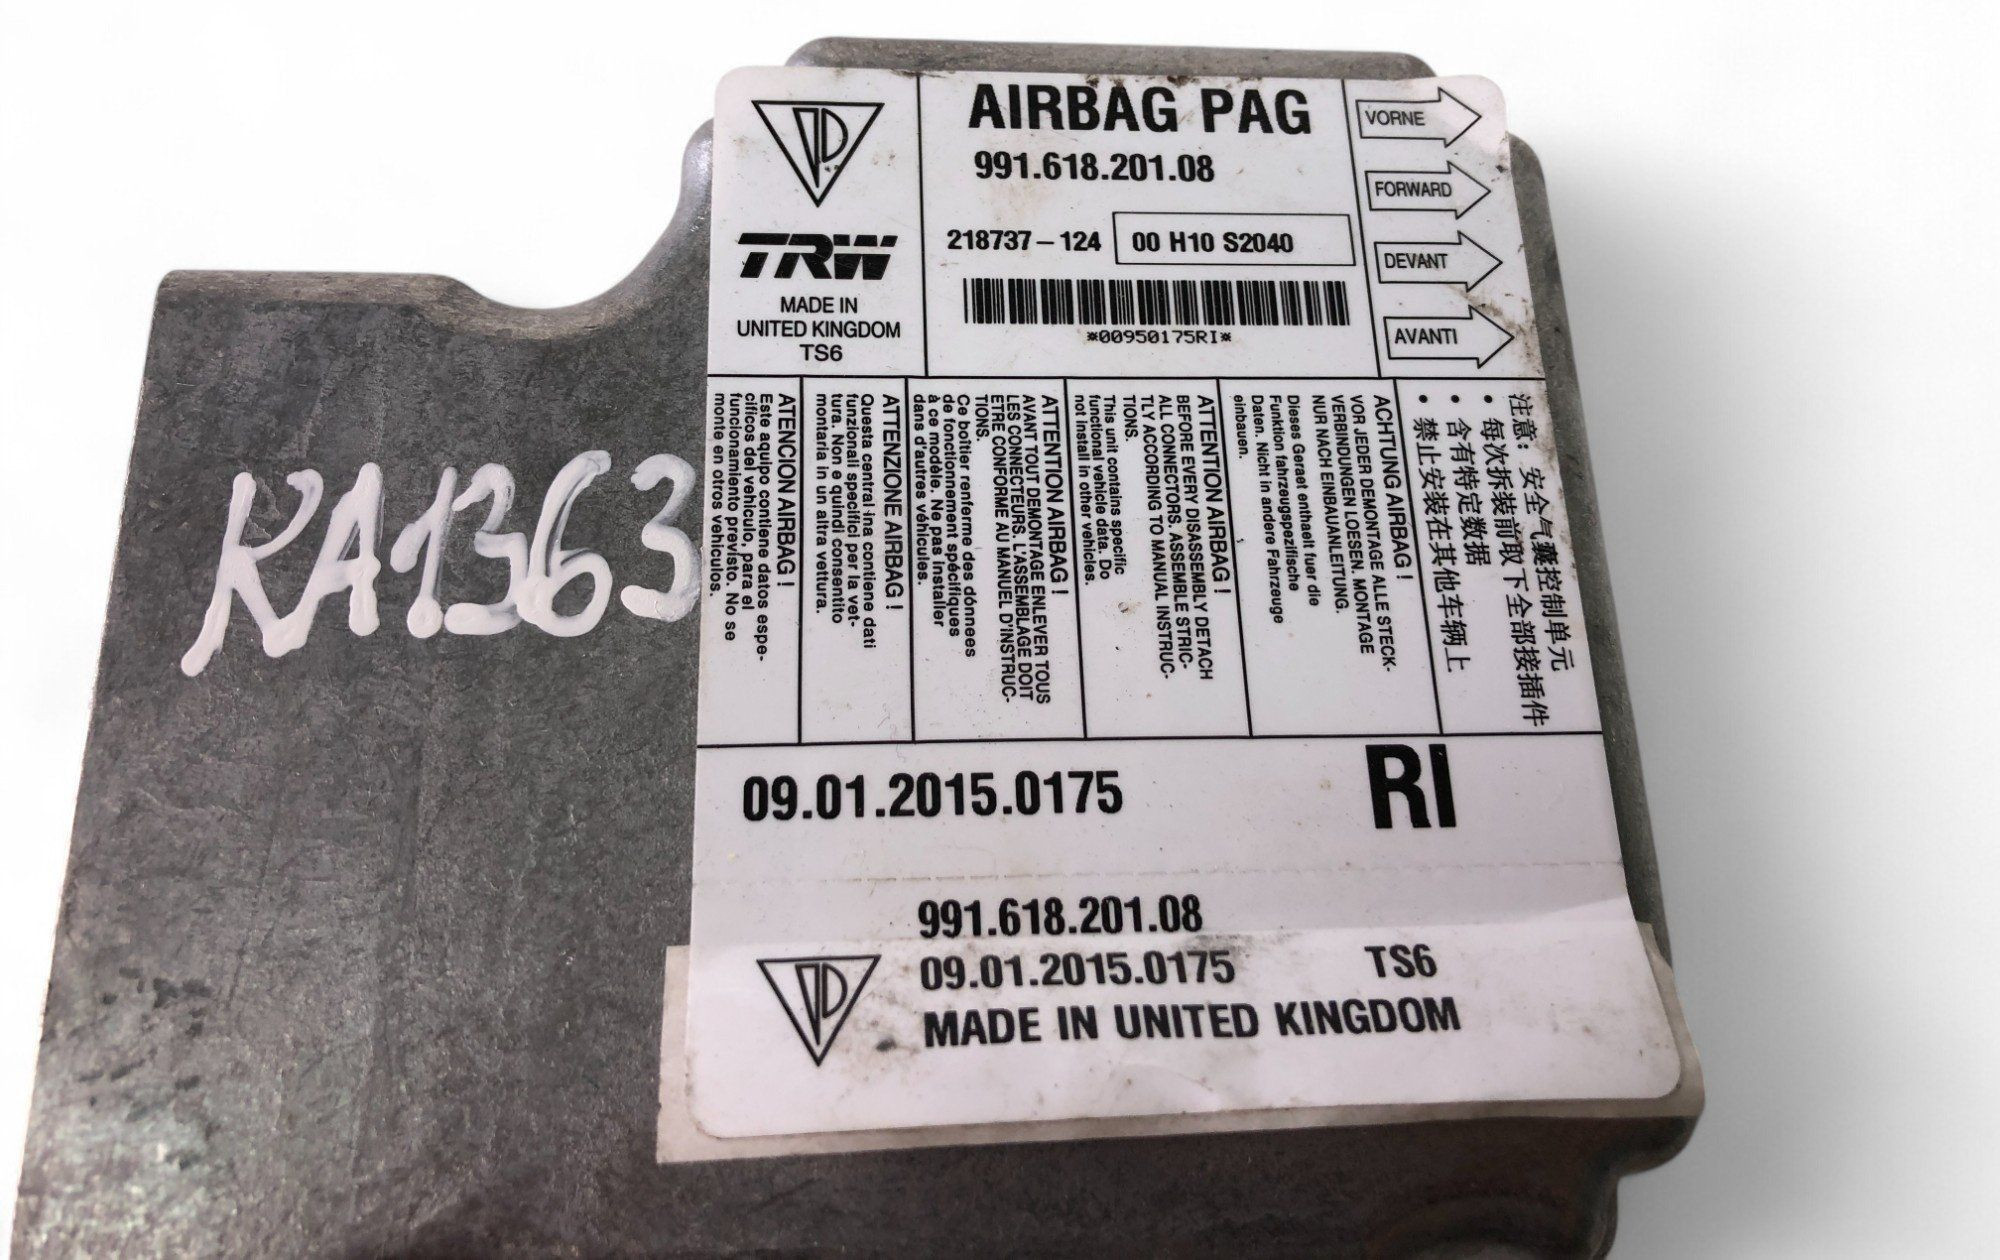 AIRBAG PAG
991.618.201.08
218737-124
00 H10 S2040
*00950175RI*
TRW
MADE IN
UNITED KINGDOM
TS6
VORNE
FORWARD
DEVANT
AVANTI
ATENCION AIRBAG !
Este aquipo contiene datos espe-
cificos del vehiculo, para el
funcionamiento previsto. No se
monte en otros vehiculos.
ATTENZIONE AIRBAG !
Questa central ina contiene dati
funzionali specifici per la vet-
tura. Non e quindi consentito
montarla in un altra vettura.
ATTENTION AIRBAG !
AVANT TOUT DEMONTAGE ENLEVER TOUS
LES CONNECTEURS. L'ASSEMBLAGE DOIT
ETRE CONFORME AU MANUEL D'INSTRUC-
TIONS.
Ce boîtier renferme des dónnées
de fonctionnement spécifiques
à ce modèle. Ne pas installer
dans d'autres véhicules.
ATTENTION AIRBAG !
BEFORE EVERY DISASSEMBLY DETACH
ALL CONNECTORS. ASSEMBLE STRIC-
TLY ACCORDING TO MANUAL INSTRUC-
TIONS.
This unit contains specific
functional vehicle data. Do
not install in other vehicles.
ACHTUNG AIRBAG !
VOR JEDER DEMONTAGE ALLE STECK-
VERBINDUNGEN LOESEN. MONTAGE
NUR NACH EINBAUANLEITUNG.
Dieses Geraet enthaelt fuer die
Funktion fahrzeugspezifische
Daten. Nicht in andere Fahrzeuge
einbauen.
注意: 安全气囊控制单元
• 每次拆装前取下全部接插件
• 含有特定数据
• 禁止安装在其他车辆上
KA1363
09.01.2015.0175
RI
991.618.201.08
09.01.2015.0175
TS6
MADE IN UNITED KINGDOM